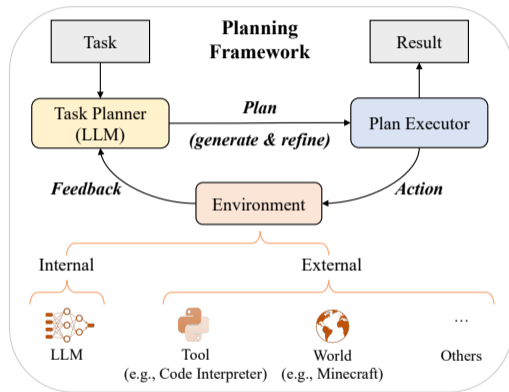 Task
Planning
Framework
Result
Task Planner
(LLM)
Plan
(generate & refine)
Plan Executor
Feedback
Environment
Action
Internal
External
LLM
Tool
(e.g., Code Interpreter)
World
(e.g., Minecraft)
...
Others